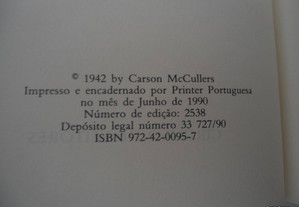 © 1942 by Carson McCullers
Impresso e encadernado por Printer Portuguesa
no mês de Junho de 1990
Número de edição: 2538
Depósito legal número 33 727/90
ISBN 972-42-0095-7